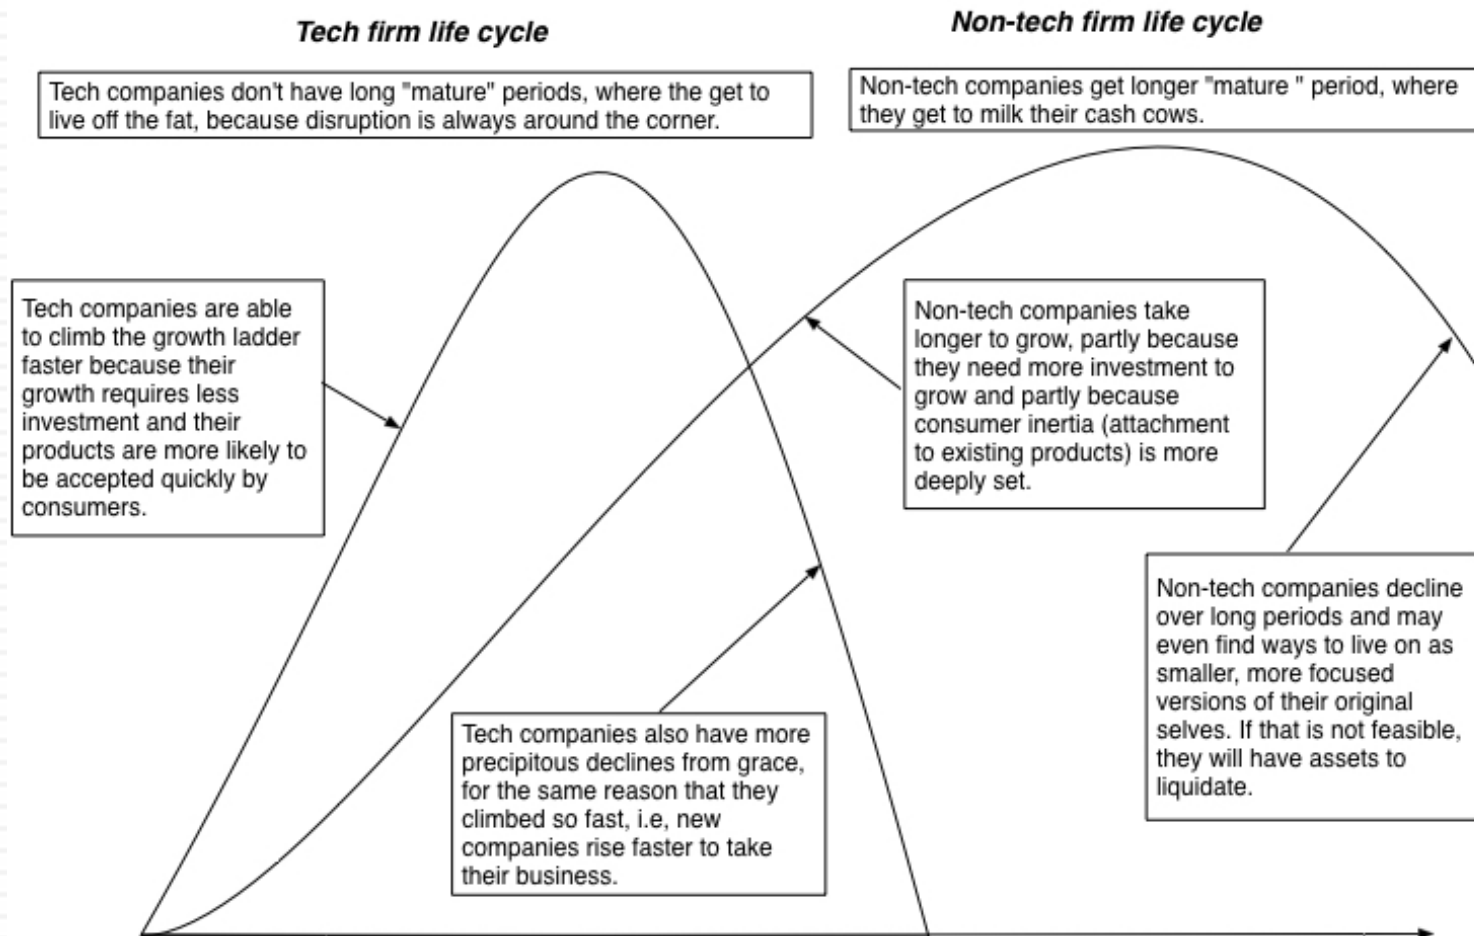 Tech firm life cycle
Non-tech firm life cycle
Tech companies don't have long "mature" periods, where the get to
live off the fat, because disruption is always around the corner.
Non-tech companies get longer "mature " period, where
they get to milk their cash cows.
Tech companies are able
to climb the growth ladder
faster because their
growth requires less
investment and their
products are more likely to
be accepted quickly by
consumers.
Non-tech companies take
longer to grow, partly because
they need more investment to
grow and partly because
consumer inertia (attachment
to existing products) is more
deeply set.
Tech companies also have more
precipitous declines from grace,
for the same reason that they
climbed so fast, i.e, new
companies rise faster to take
their business.
Non-tech companies decline
over long periods and may
even find ways to live on as
smaller, more focused
versions of their original
selves. If that is not feasible,
they will have assets to
liquidate.